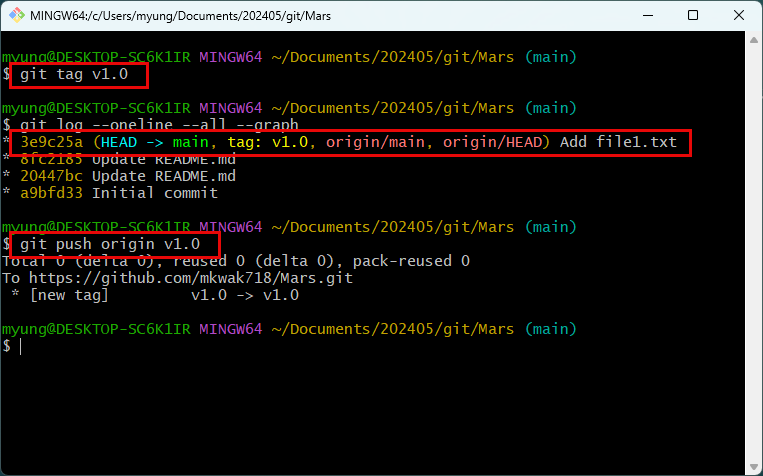 MINGW64:/c/Users/myung/Documents/202405/git/Mars
myung@DESKTOP-SC6K1IR MINGW64 ~/Documents/202405/git/Mars (main)
$ git tag v1.0
myung@DESKTOP-SC6K1IR MINGW64 ~/Documents/202405/git/Mars (main)
$ git log --oneline --all --graph
* 3e9c25a (HEAD -> main, tag: v1.0, origin/main, origin/HEAD) Add file1.txt
* 8fc2185 Update README.md
* 20447bc Update README.md
* a9bfd33 Initial commit
myung@DESKTOP-SC6K1IR MINGW64 ~/Documents/202405/git/Mars (main)
$ git push origin v1.0
Total 0 (delta 0), reused 0 (delta 0), pack-reused 0
To https://github.com/mkwak718/Mars.git
 * [new tag]         v1.0 -> v1.0
myung@DESKTOP-SC6K1IR MINGW64 ~/Documents/202405/git/Mars (main)
$